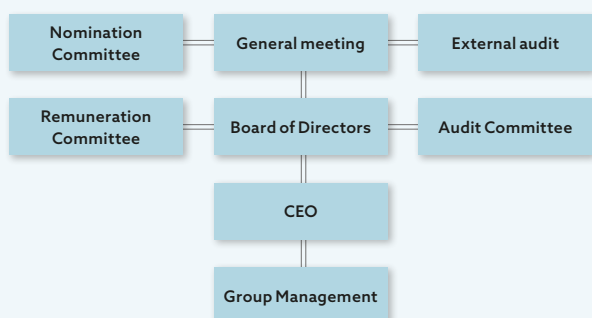 Nomination
Committee
General meeting
External audit
Remuneration
Committee
Board of Directors
Audit Committee
CEO
Group Management